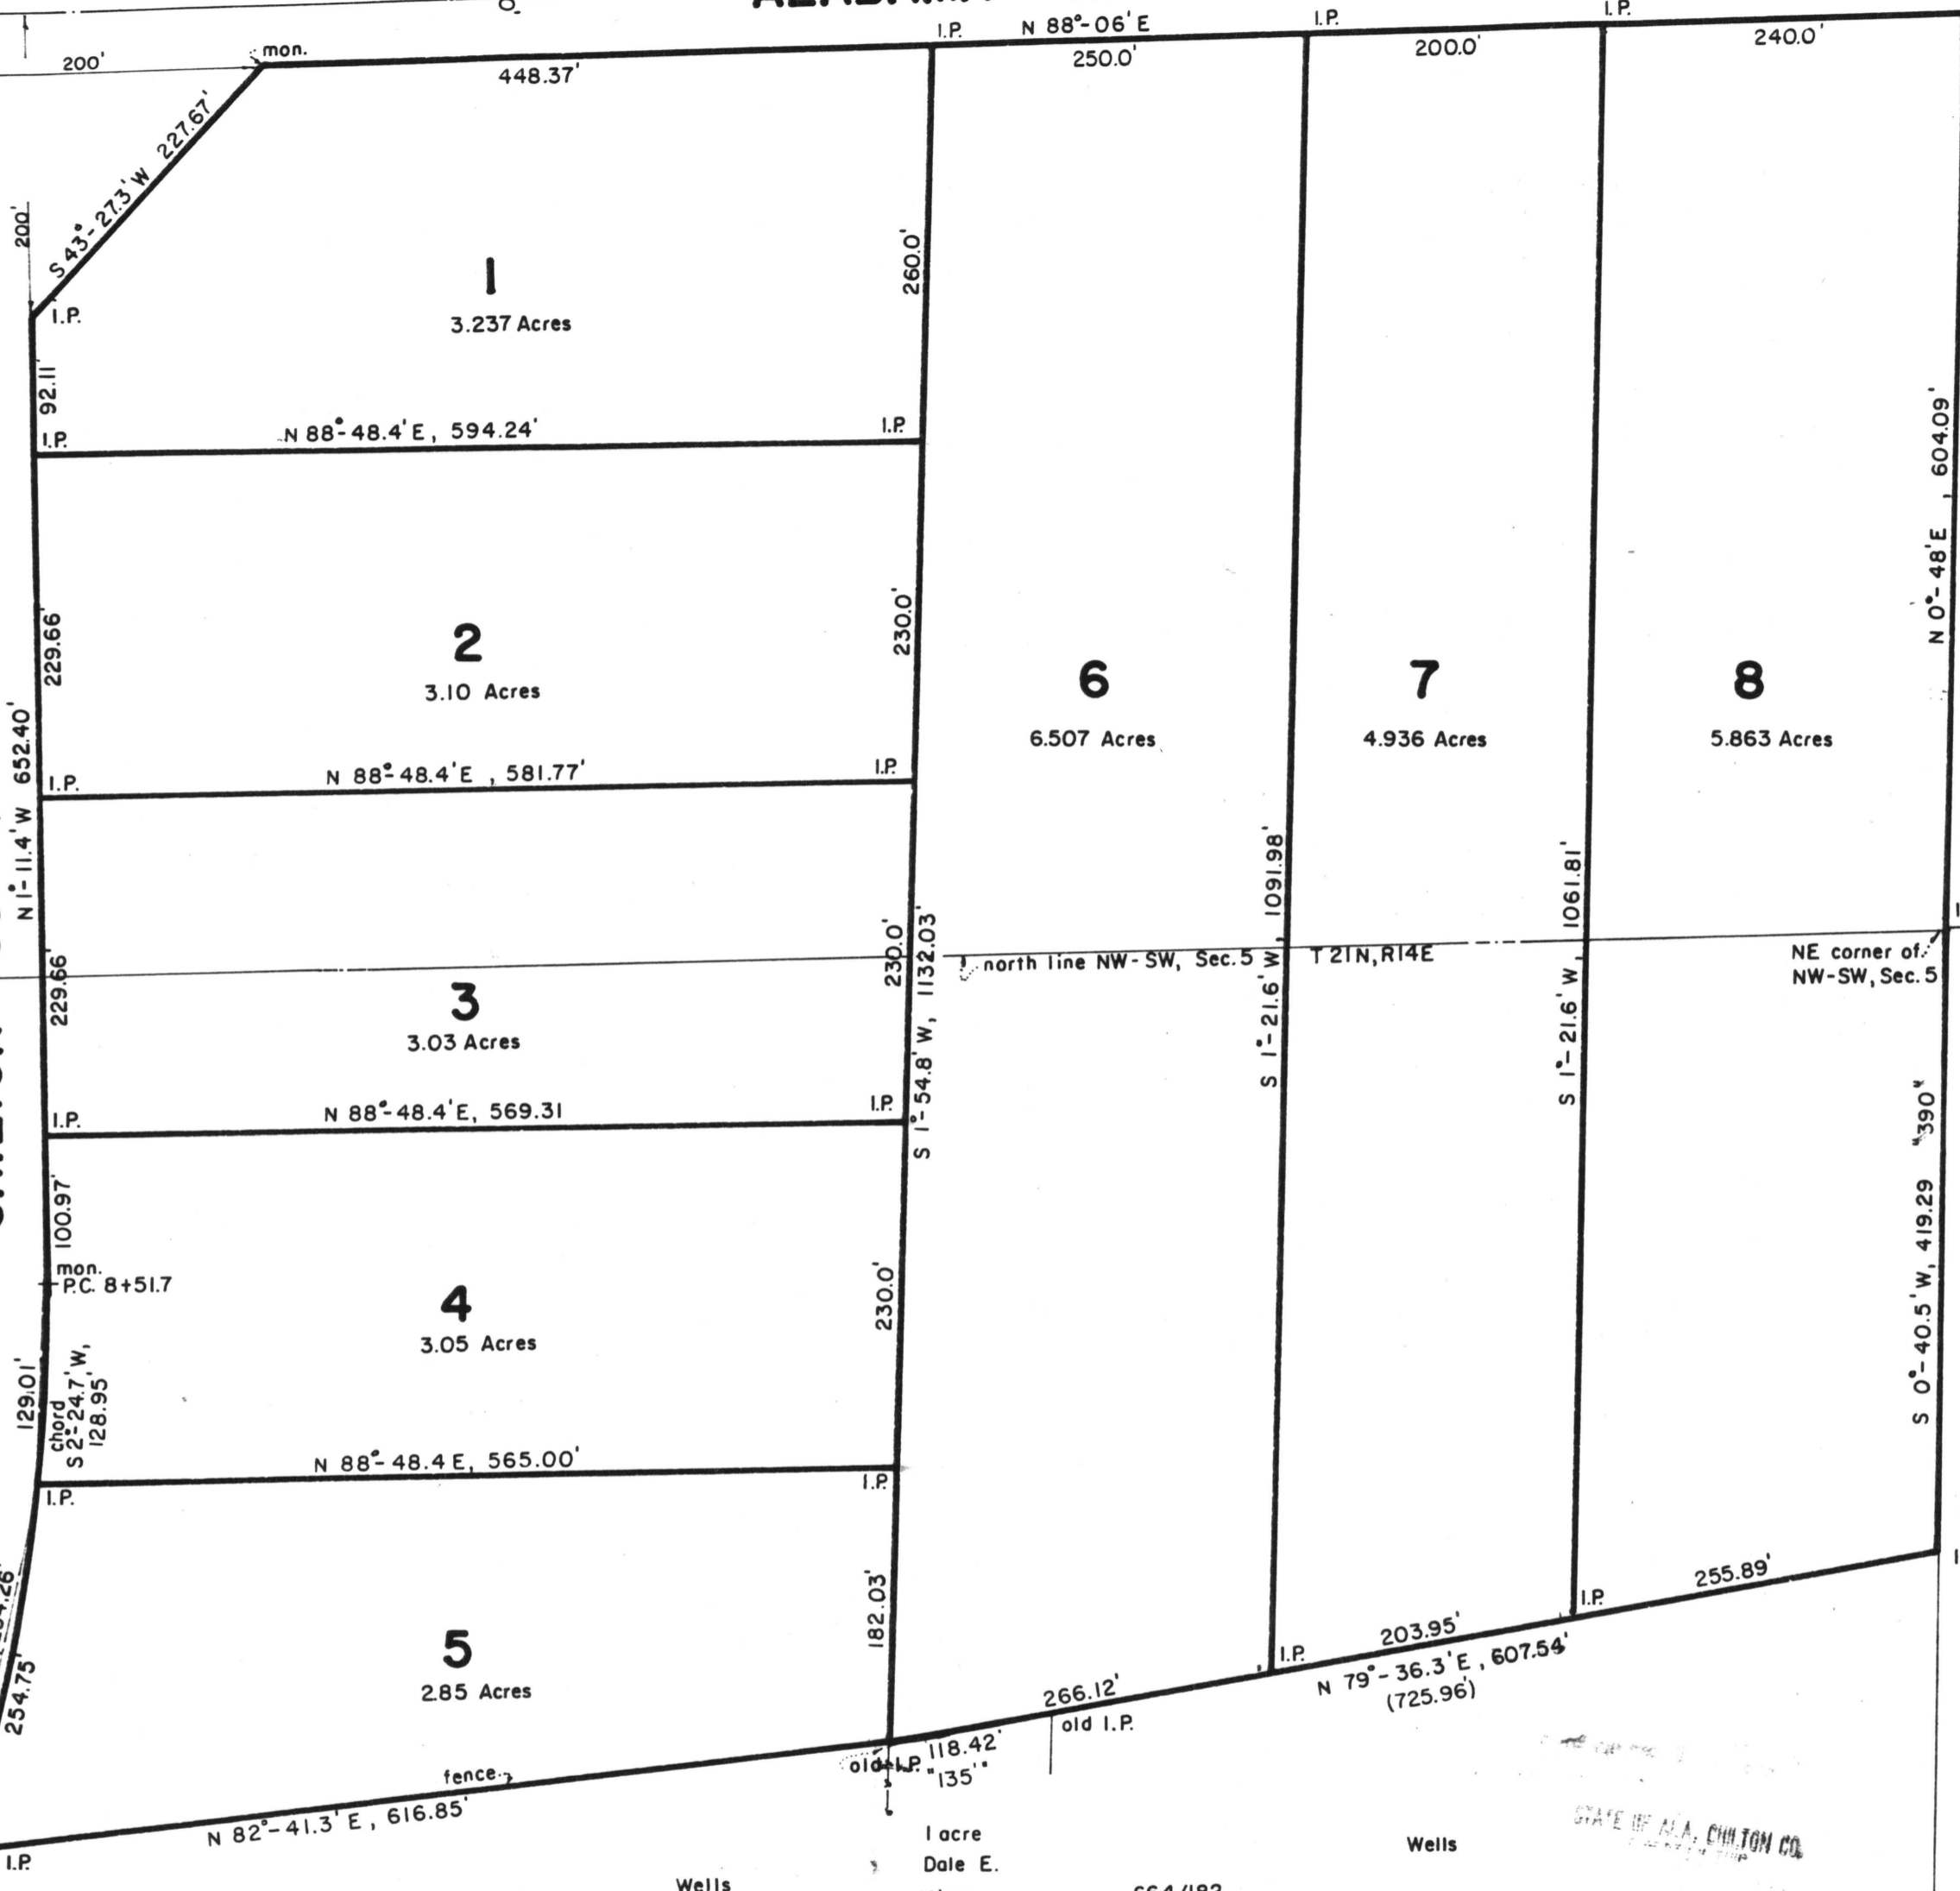 I.P.
N 88°-06' E
I.P.
I.P.
200'
mon.
448.37'
250.0'
200.0'
240.0'
S 43°-27.3' W 227.67'
200'
I.P.
1
3.237 Acres
260.0'
92.11'
I.P.
N 88°-48.4' E, 594.24'
I.P.
N 0°-48' E, 604.09'
229.66'
2
3.10 Acres
230.0'
6
6.507 Acres
7
4.936 Acres
8
5.863 Acres
N 1°-11.4' W 652.40'
I.P.
N 88°-48.4' E, 581.77'
I.P.
229.66'
3
3.03 Acres
230.0'
S 1°-54.8' W, 1132.03'
north line NW-SW, Sec. 5
T 21N, R14E
S 1°-21.6' W, 1091.98'
S 1°-21.6' W, 1061.81'
NE corner of
NW-SW, Sec. 5
I.P.
N 88°-48.4' E, 569.31
I.P.
100.97'
mon.
P.C. 8+51.7
4
3.05 Acres
230.0'
S 0°-40.5' W, 419.29 "390"
129.01'
chord
S 2°-24.7' W,
128.95'
I.P.
N 88°-48.4 E, 565.00'
I.P.
254.75'
5
2.85 Acres
182.03'
266.12'
old I.P.
I.P.
203.95'
I.P.
255.89'
N 79°-36.3' E, 607.54'
(725.96')
old I.P.
118.42'
"135'"
fence
N 82°-41.3' E, 616.85'
I.P.
1 acre
Dale E.
Wells
Wells
STATE OF ALA. CHILTON CO.